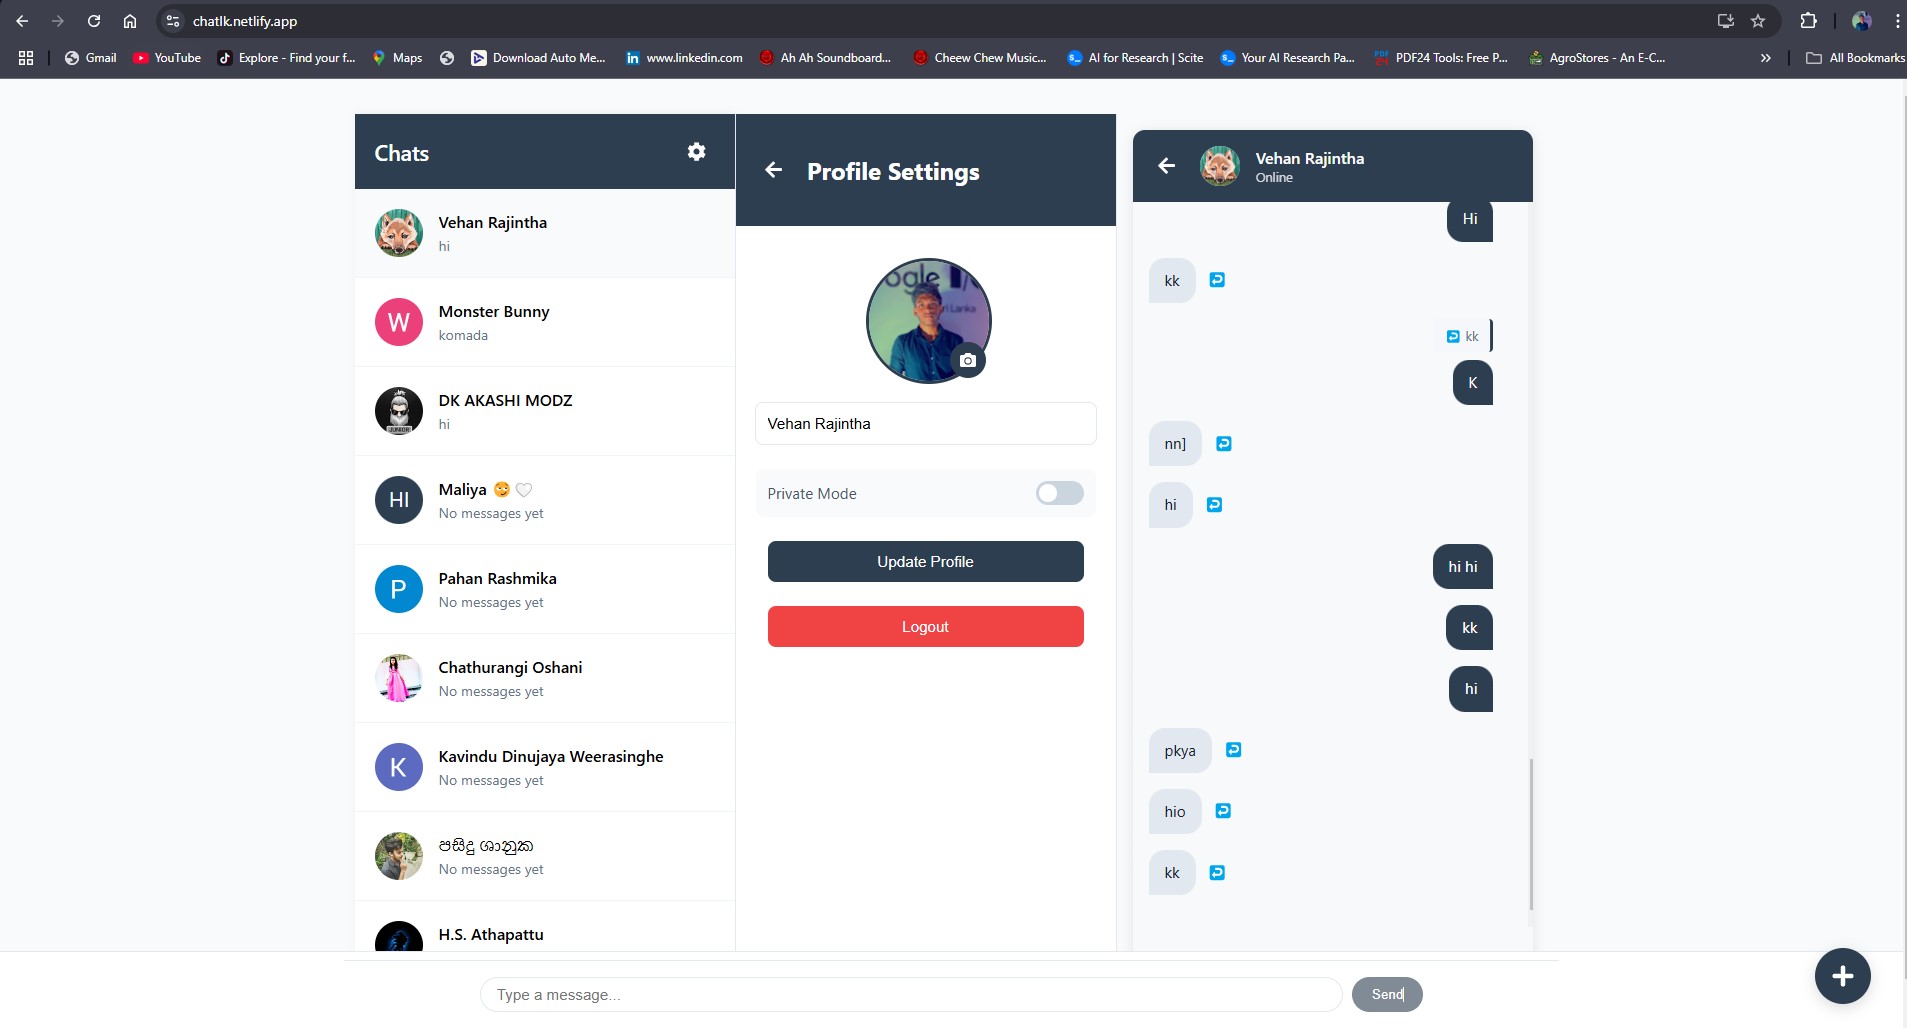 chatlk.netlify.app
Gmail
YouTube
Explore - Find your f...
Maps
Download Auto Me...
in www.linkedin.com
Ah Ah Soundboard...
Cheew Chew Music...
AI for Research | Scite
Your AI Research Pa...
PDF24 Tools: Free P...
AgroStores - An E-C...
All Bookmarks
Chats
Vehan Rajintha
hi
W
Monster Bunny
komada
DK AKASHI MODZ
hi
JUNIOR
HI
Maliya 😏🤍
No messages yet
P
Pahan Rashmika
No messages yet
Chathurangi Oshani
No messages yet
K
Kavindu Dinujaya Weerasinghe
No messages yet
පසිඳු ශානුක
No messages yet
H.S. Athapattu
Profile Settings
ogle I/
ri Lanka
Vehan Rajintha
Private Mode
Update Profile
Logout
Vehan Rajintha
Online
Hi
kk
kk
K
nn]
hi
hi hi
kk
hi
pkya
hio
kk
Type a message...
Send